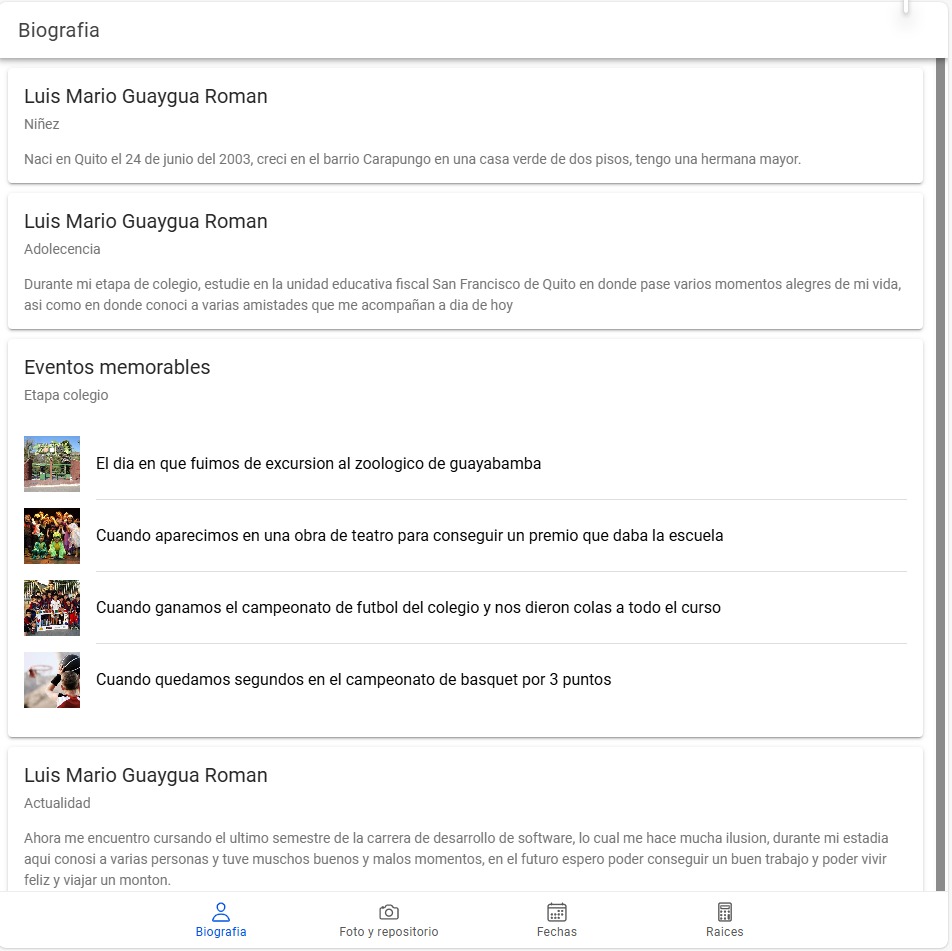 Biografia
Luis Mario Guaygua Roman
Niñez
Naci en Quito el 24 de junio del 2003, creci en el barrio Carapungo en una casa verde de dos pisos, tengo una hermana mayor.
Luis Mario Guaygua Roman
Adolecencia
Durante mi etapa de colegio, estudie en la unidad educativa fiscal San Francisco de Quito en donde pase varios momentos alegres de mi vida,
asi como en donde conoci a varias amistades que me acompañan a dia de hoy
Eventos memorables
Etapa colegio
El dia en que fuimos de excursion al zoologico de guayabamba
Cuando aparecimos en una obra de teatro para conseguir un premio que daba la escuela
Cuando ganamos el campeonato de futbol del colegio y nos dieron colas a todo el curso
Cuando quedamos segundos en el campeonato de basquet por 3 puntos
Luis Mario Guaygua Roman
Actualidad
Ahora me encuentro cursando el ultimo semestre de la carrera de desarrollo de software, lo cual me hace mucha ilusion, durante mi estadia
aqui conosi a varias personas y tuve muschos buenos y malos momentos, en el futuro espero poder conseguir un buen trabajo y poder vivir
feliz y viajar un monton.
Biografia
Foto y repositorio
Fechas
Raices